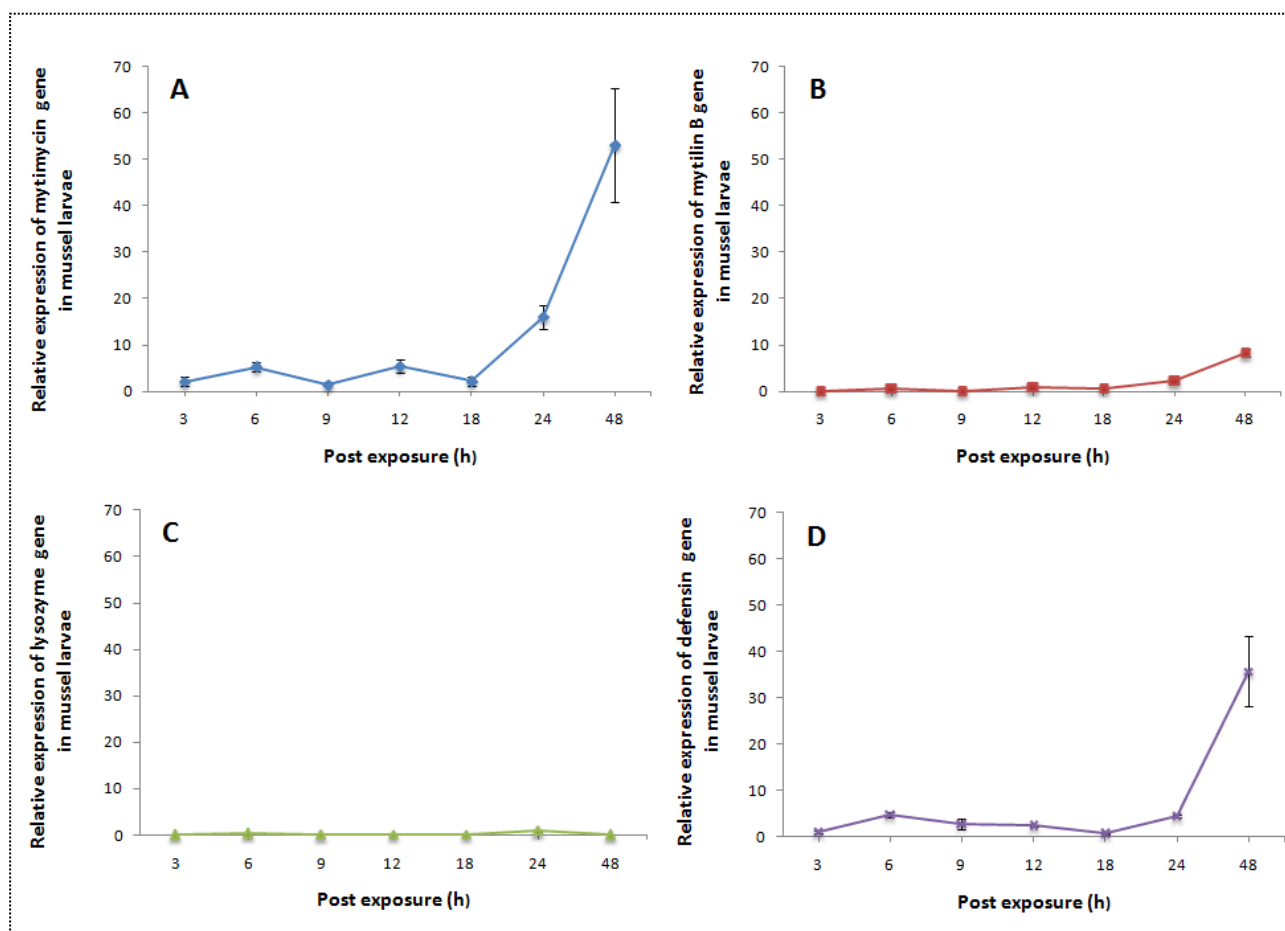 A
Relative expression of mytimycin gene
in mussel larvae
70
60
50
40
30
20
10
0
3 6 9 12 18 24 48
Post exposure (h)
B
Relative expression of mytilin B gene
in mussel larvae
70
60
50
40
30
20
10
0
3 6 9 12 18 24 48
Post exposure (h)
C
Relative expression of lysozyme gene
in mussel larvae
70
60
50
40
30
20
10
0
3 6 9 12 18 24 48
Post exposure (h)
D
Relative expression of defensin gene
in mussel larvae
70
60
50
40
30
20
10
0
3 6 9 12 18 24 48
Post exposure (h)